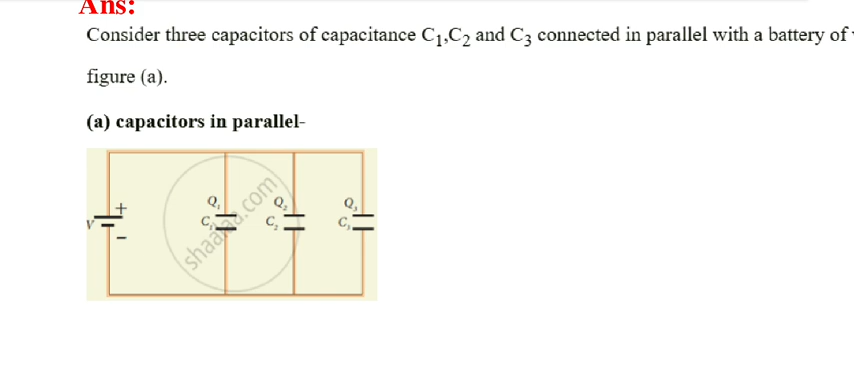 Ans:
Consider three capacitors of capacitance C₁,C₂ and C₃ connected in parallel with a battery of
figure (a).
(a) capacitors in parallel-
+
V
-
Q₁
C₁
Q₂
C₂
Q₃
C₃
shaalaa.com